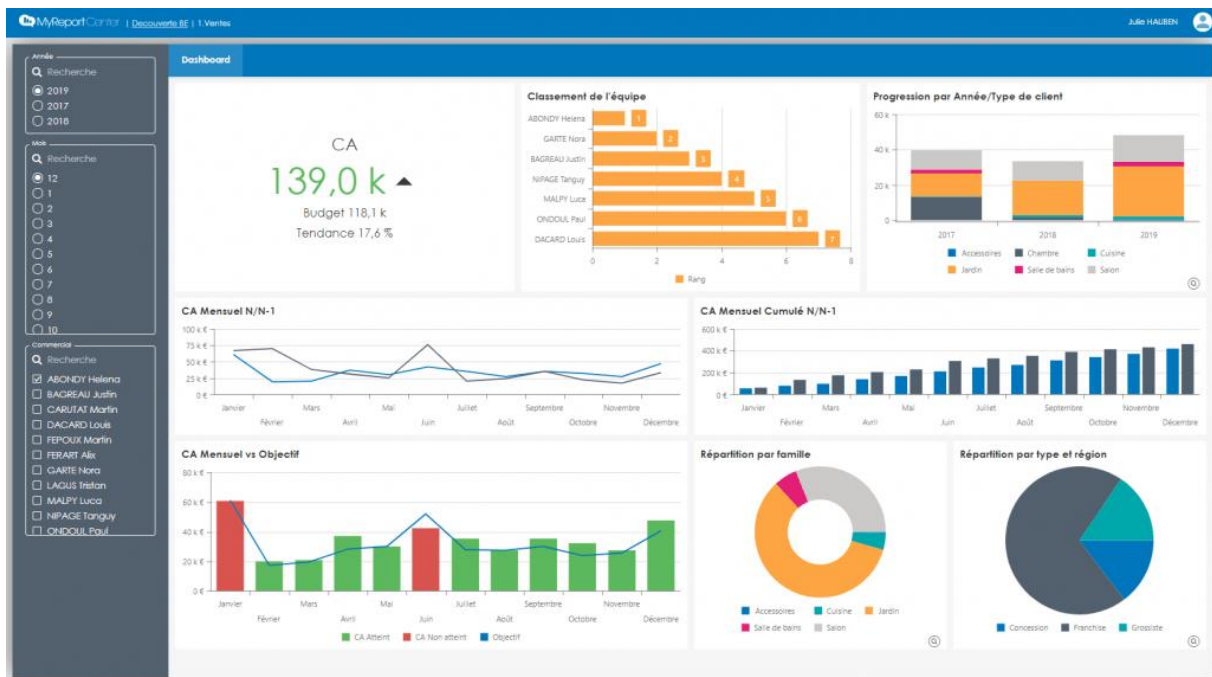 MyReportCenter | Decouverte BE | 1.Ventes
Julie HAUBEN
Année
Recherche
2019
2017
2018
Mois
Recherche
12
1
2
3
4
5
6
7
8
9
10
Commercial
Recherche
ABONDY Helena
BAGREAU Justin
CARUTAT Martin
DACARD Louis
FEPOUX Martin
FERART Alix
GARTE Nora
LAGUS Tristan
MALPY Luca
NIPAGE Tanguy
ONDOUL Paul
Dashboard
CA
139,0 k
Budget 118,1 k
Tendance 17,6 %
Classement de l'équipe
ABONDY Helena 1
GARTE Nora 2
BAGREAU Justin 3
NIPAGE Tanguy 4
MALPY Luca 5
ONDOUL Paul 6
DACARD Louis 7
0 2 4 6 8
Rang
Progression par Année/Type de client
60 k
40 k
20 k
0
2017 2018 2019
Accessoires Chambre Cuisine
Jardin Salle de bains Salon
CA Mensuel N/N-1
100 k €
75 k €
50 k €
25 k €
0 €
Janvier Mars Mai Juillet Septembre Novembre
Février Avril Juin Août Octobre Décembre
CA Mensuel Cumulé N/N-1
600 k €
400 k €
200 k €
0 €
Janvier Mars Mai Juillet Septembre Novembre
Février Avril Juin Août Octobre Décembre
CA Mensuel vs Objectif
80 k €
60 k €
40 k €
20 k €
0 €
Janvier Mars Mai Juillet Septembre Novembre
Février Avril Juin Août Octobre Décembre
CA Atteint CA Non atteint Objectif
Répartition par famille
Accessoires Cuisine Jardin
Salle de bains Salon
Répartition par type et région
Concession Franchise Grossiste